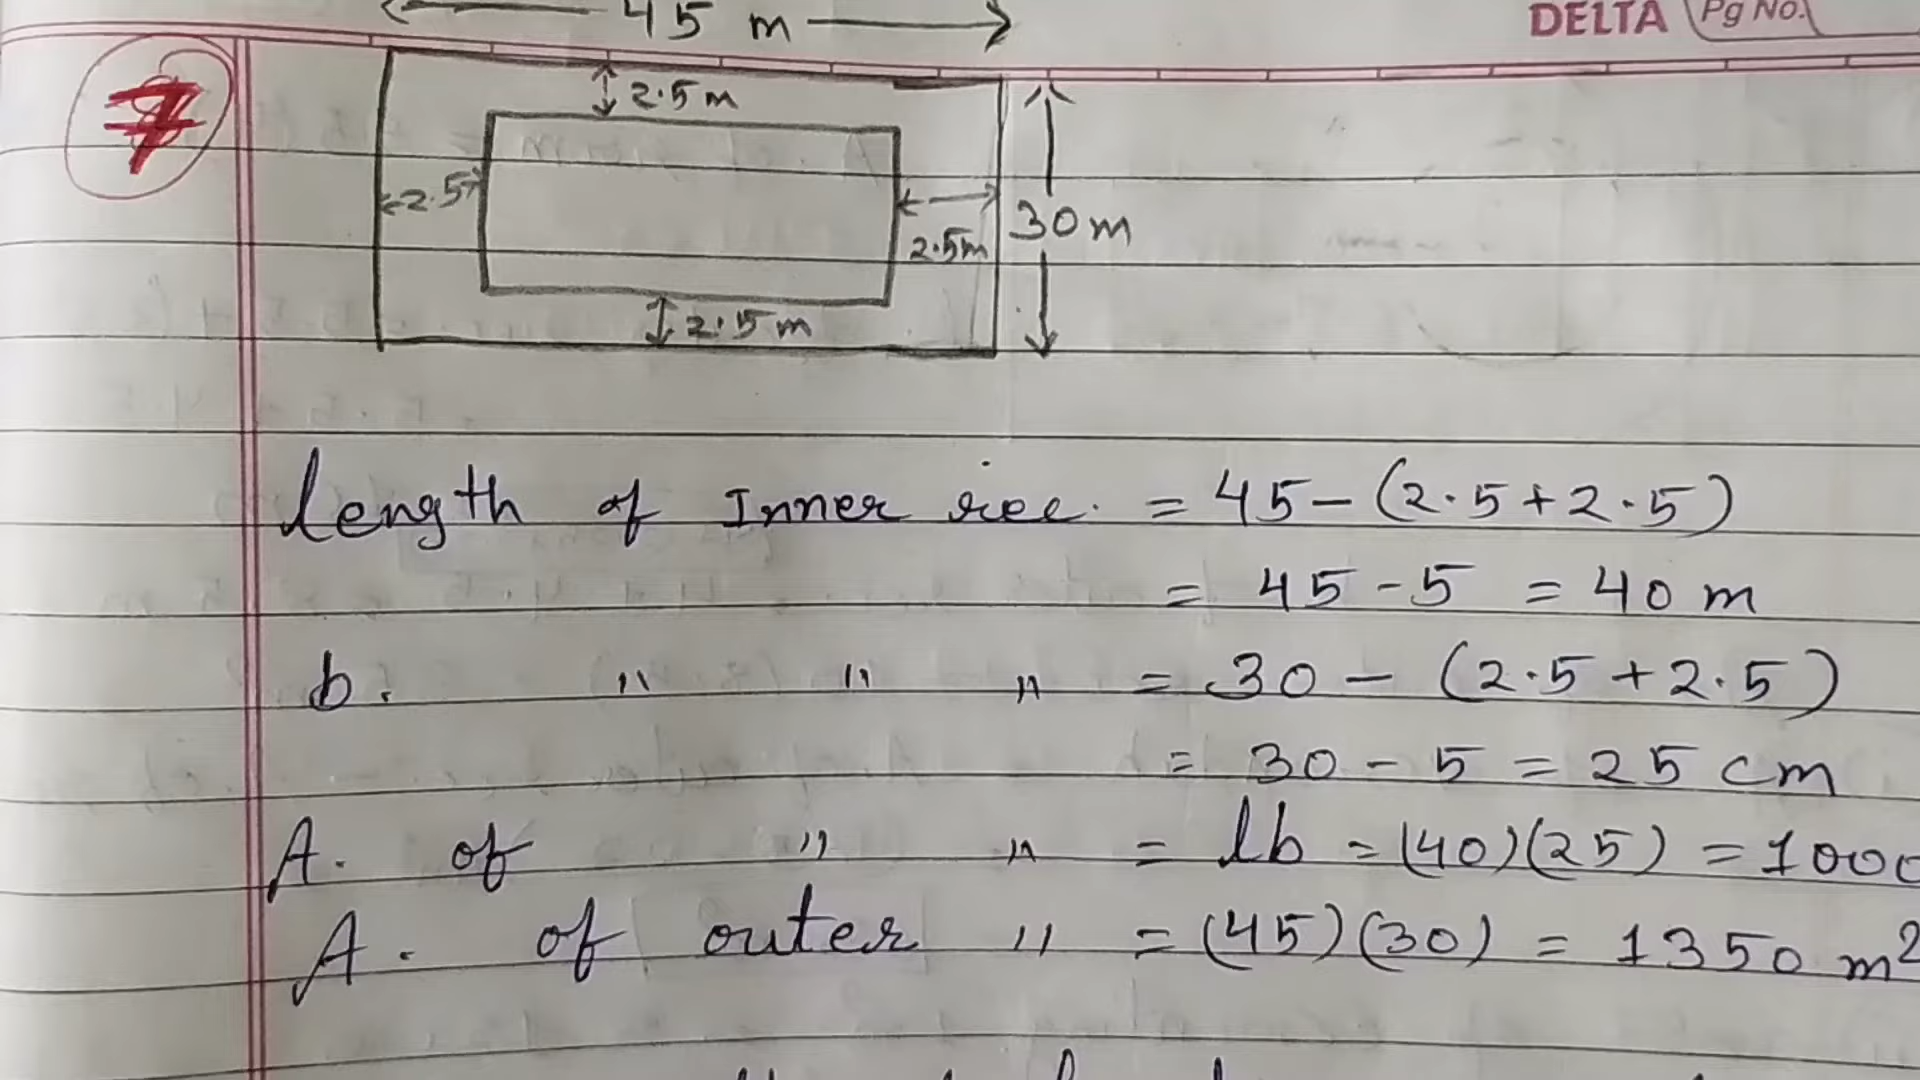 45 m
DELTA Pg No.
7
2.5 m
2.5
2.5m
30 m
2.5 m
length of Inner rec. = 45 - (2.5 + 2.5)
= 45 - 5 = 40 m
b. " " " = 30 - (2.5 + 2.5)
= 30 - 5 = 25 cm
A. of " " = lb = (40)(25) = 1000
A. of outer " = (45)(30) = 1350 m²